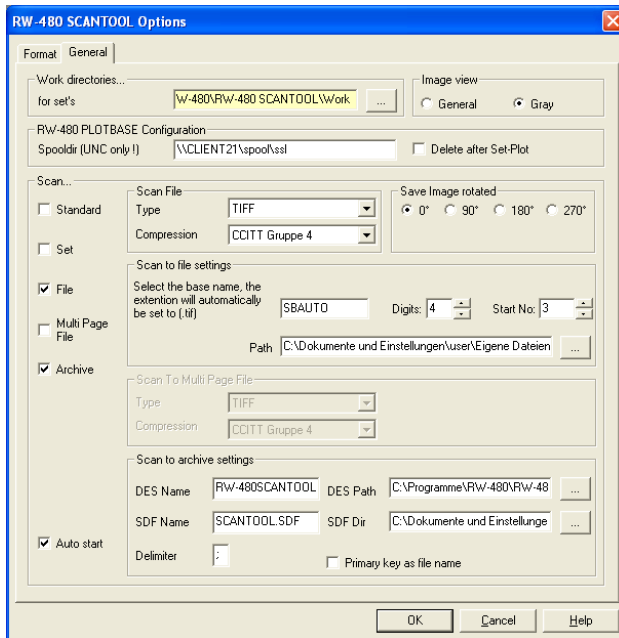 RW-480 SCANTOOL Options
Format General
Work directories...
for set's W-480\RW-480 SCANTOOL\Work ...
Image view
General Gray
RW-480 PLOTBASE Configuration
Spooldir (UNC only !) \\CLIENT21\spool\ssl Delete after Set-Plot
Scan...
Standard
Set
File
Multi Page
File
Archive
Auto start
Scan File
Type TIFF
Compression CCITT Gruppe 4
Save Image rotated
0° 90° 180° 270°
Scan to file settings
Select the base name, the
extention will automatically
be set to (.tif)
SBAUTO Digits: 4 Start No: 3
Path C:\Dokumente und Einstellungen\user\Eigene Dateien ...
Scan To Multi Page File
Type TIFF
Compression CCITT Gruppe 4
Scan to archive settings
DES Name RW-480SCANTOOL DES Path C:\Programme\RW-480\RW-48 ...
SDF Name SCANTOOL.SDF SDF Dir C:\Dokumente und Einstellunge ...
Delimiter ; Primary key as file name
OK Cancel Help